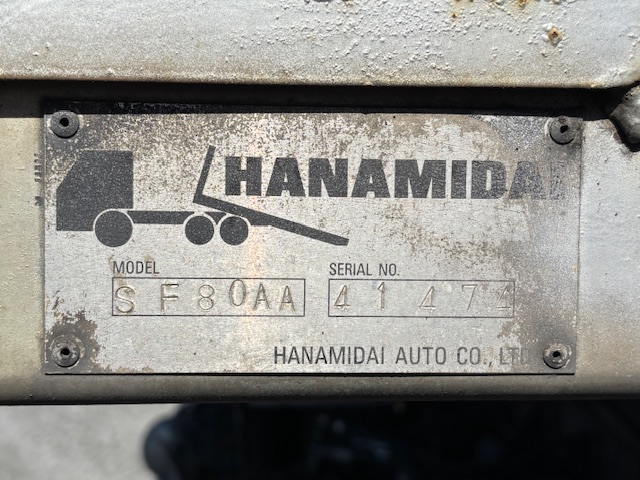 HANAMIDAI
MODEL SERIAL NO.
SF80AA 41474
HANAMIDAI AUTO CO., LTD